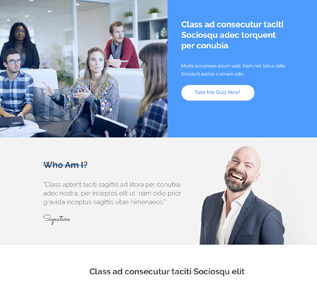 Class ad consecutur taciti
Sociosqu adec torquent
per conubia
Morbi accumsan ipsum velit. Nam nec tellus odio
tincidunt auctor a ornare odio.
Take the Quiz Now!
Who Am I?
"Class aptent taciti sagittis ad litora per conubia
adec nostra, per inceptos elit ut. nam odio prior
gravida inceptus sagittis vitae himenaeos."
Signature
Class ad consecutur taciti Sociosqu elit